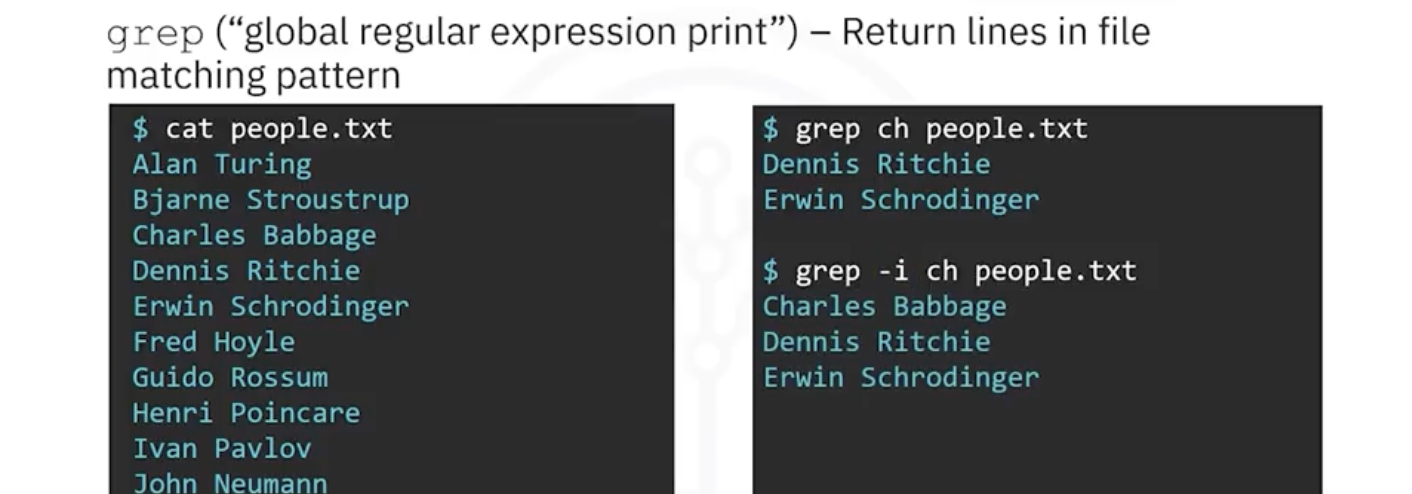 grep (“global regular expression print”) – Return lines in file
matching pattern
$ cat people.txt
Alan Turing
Bjarne Stroustrup
Charles Babbage
Dennis Ritchie
Erwin Schrodinger
Fred Hoyle
Guido Rossum
Henri Poincare
Ivan Pavlov
John Neumann
$ grep ch people.txt
Dennis Ritchie
Erwin Schrodinger
$ grep -i ch people.txt
Charles Babbage
Dennis Ritchie
Erwin Schrodinger